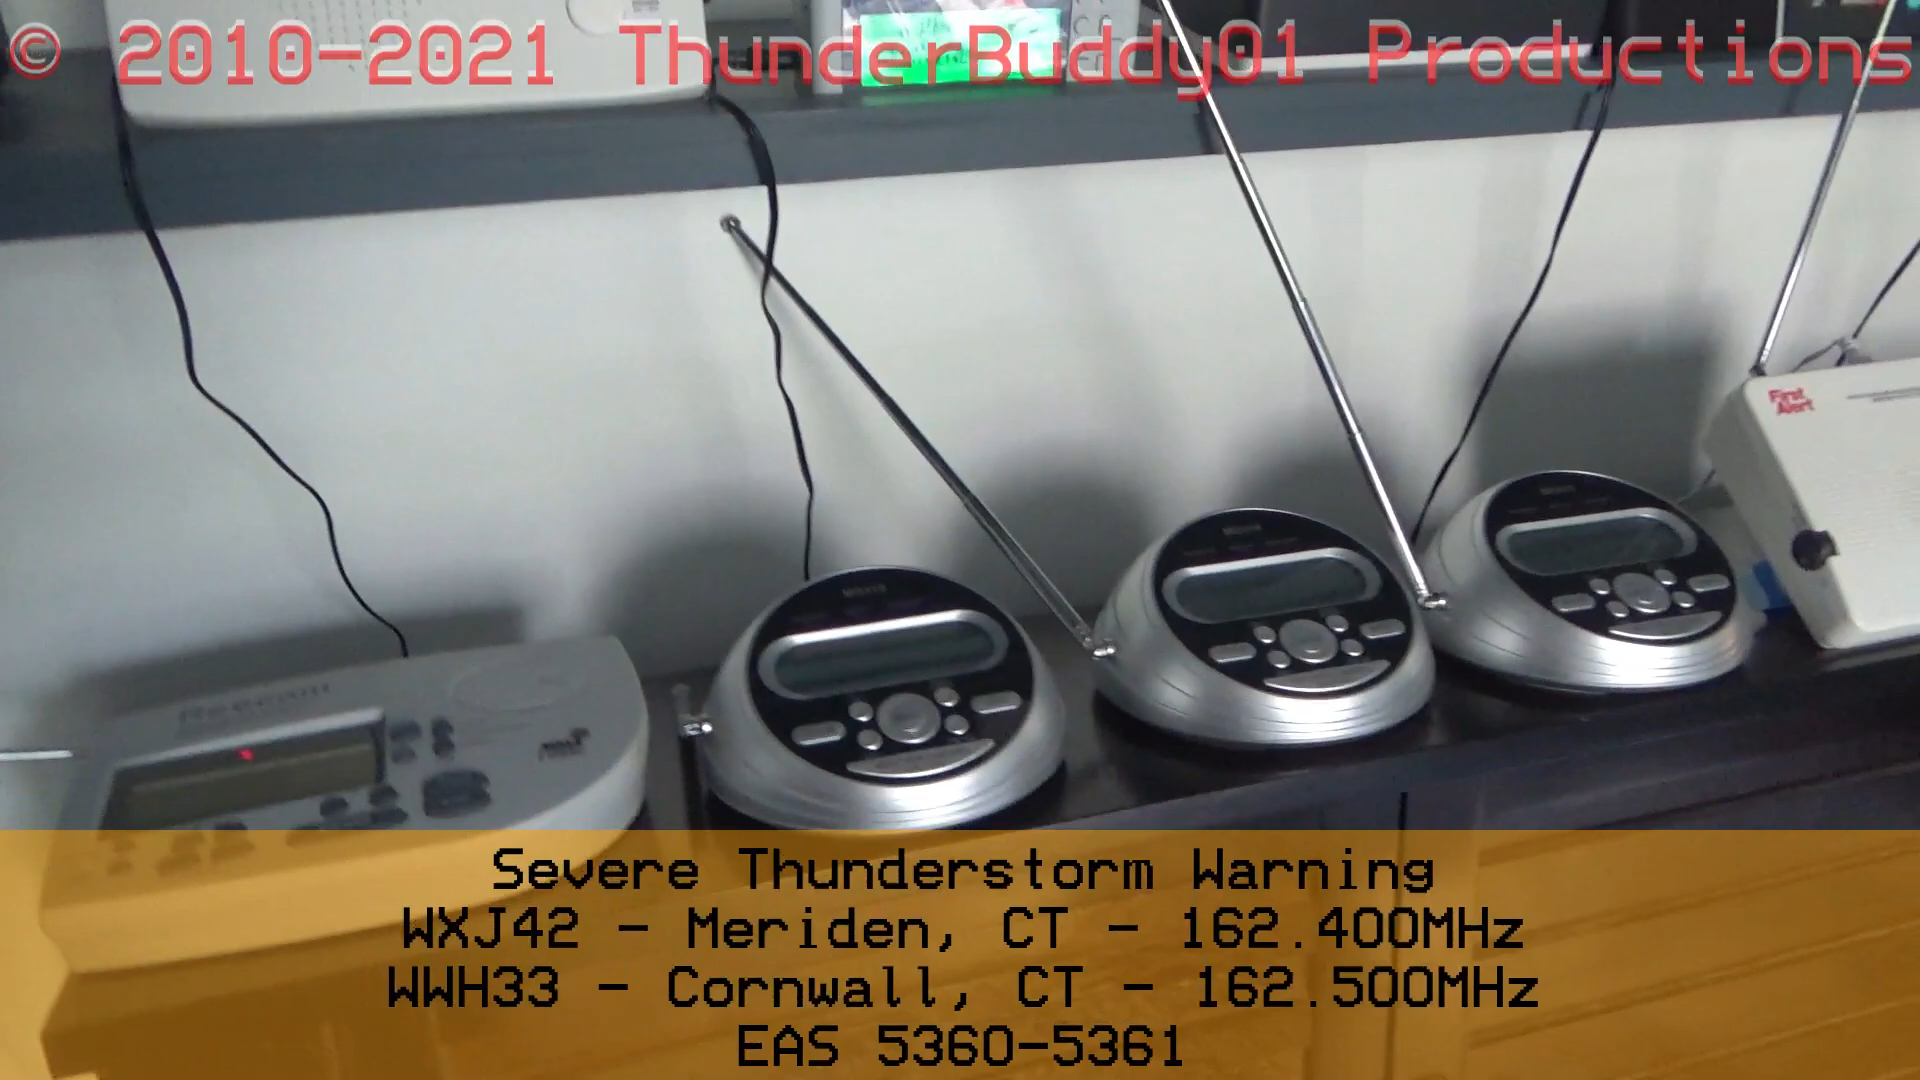 © 2010-2021 ThunderBuddy01 Productions
First
Alert
Reecom
Severe Thunderstorm Warning
WXJ42 - Meriden, CT - 162.400MHz
WWH33 - Cornwall, CT - 162.500MHz
EAS 5360-5361